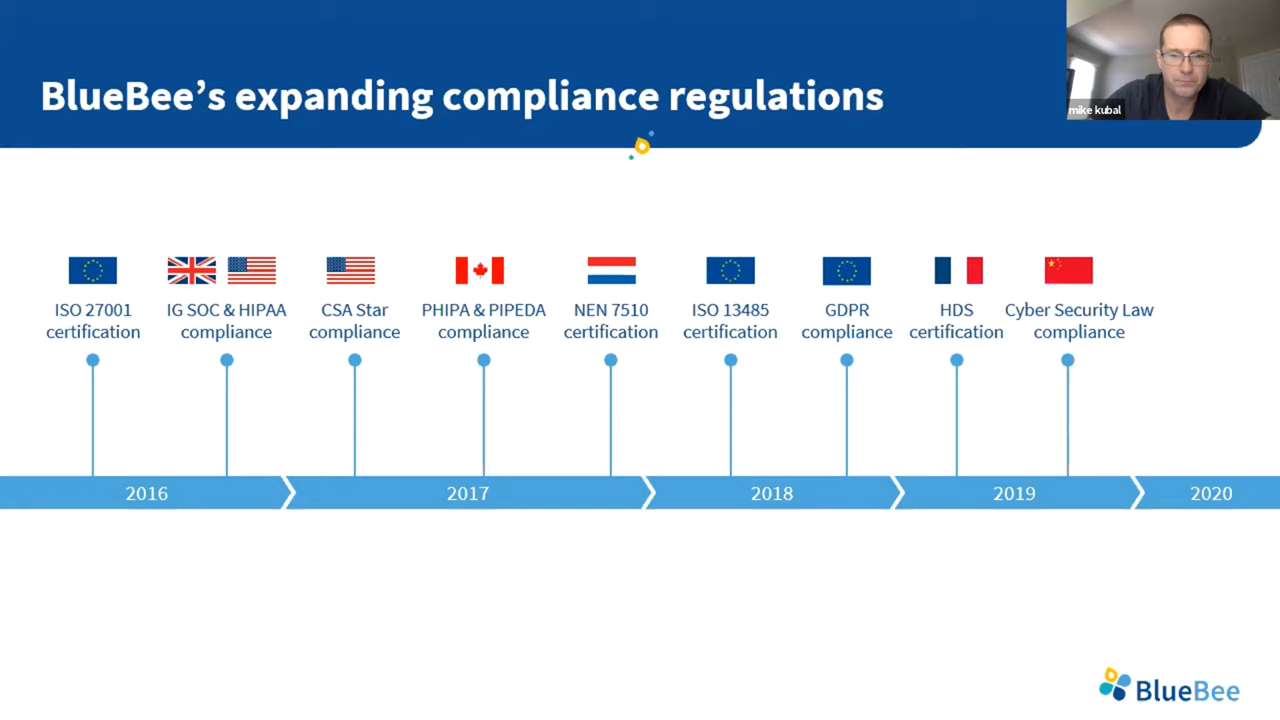 BlueBee's expanding compliance regulations
mike kubal
ISO 27001
certification
IG SOC & HIPAA
compliance
CSA Star
compliance
PHIPA & PIPEDA
compliance
NEN 7510
certification
ISO 13485
certification
GDPR
compliance
HDS
certification
Cyber Security Law
compliance
2016
2017
2018
2019
2020
BlueBee